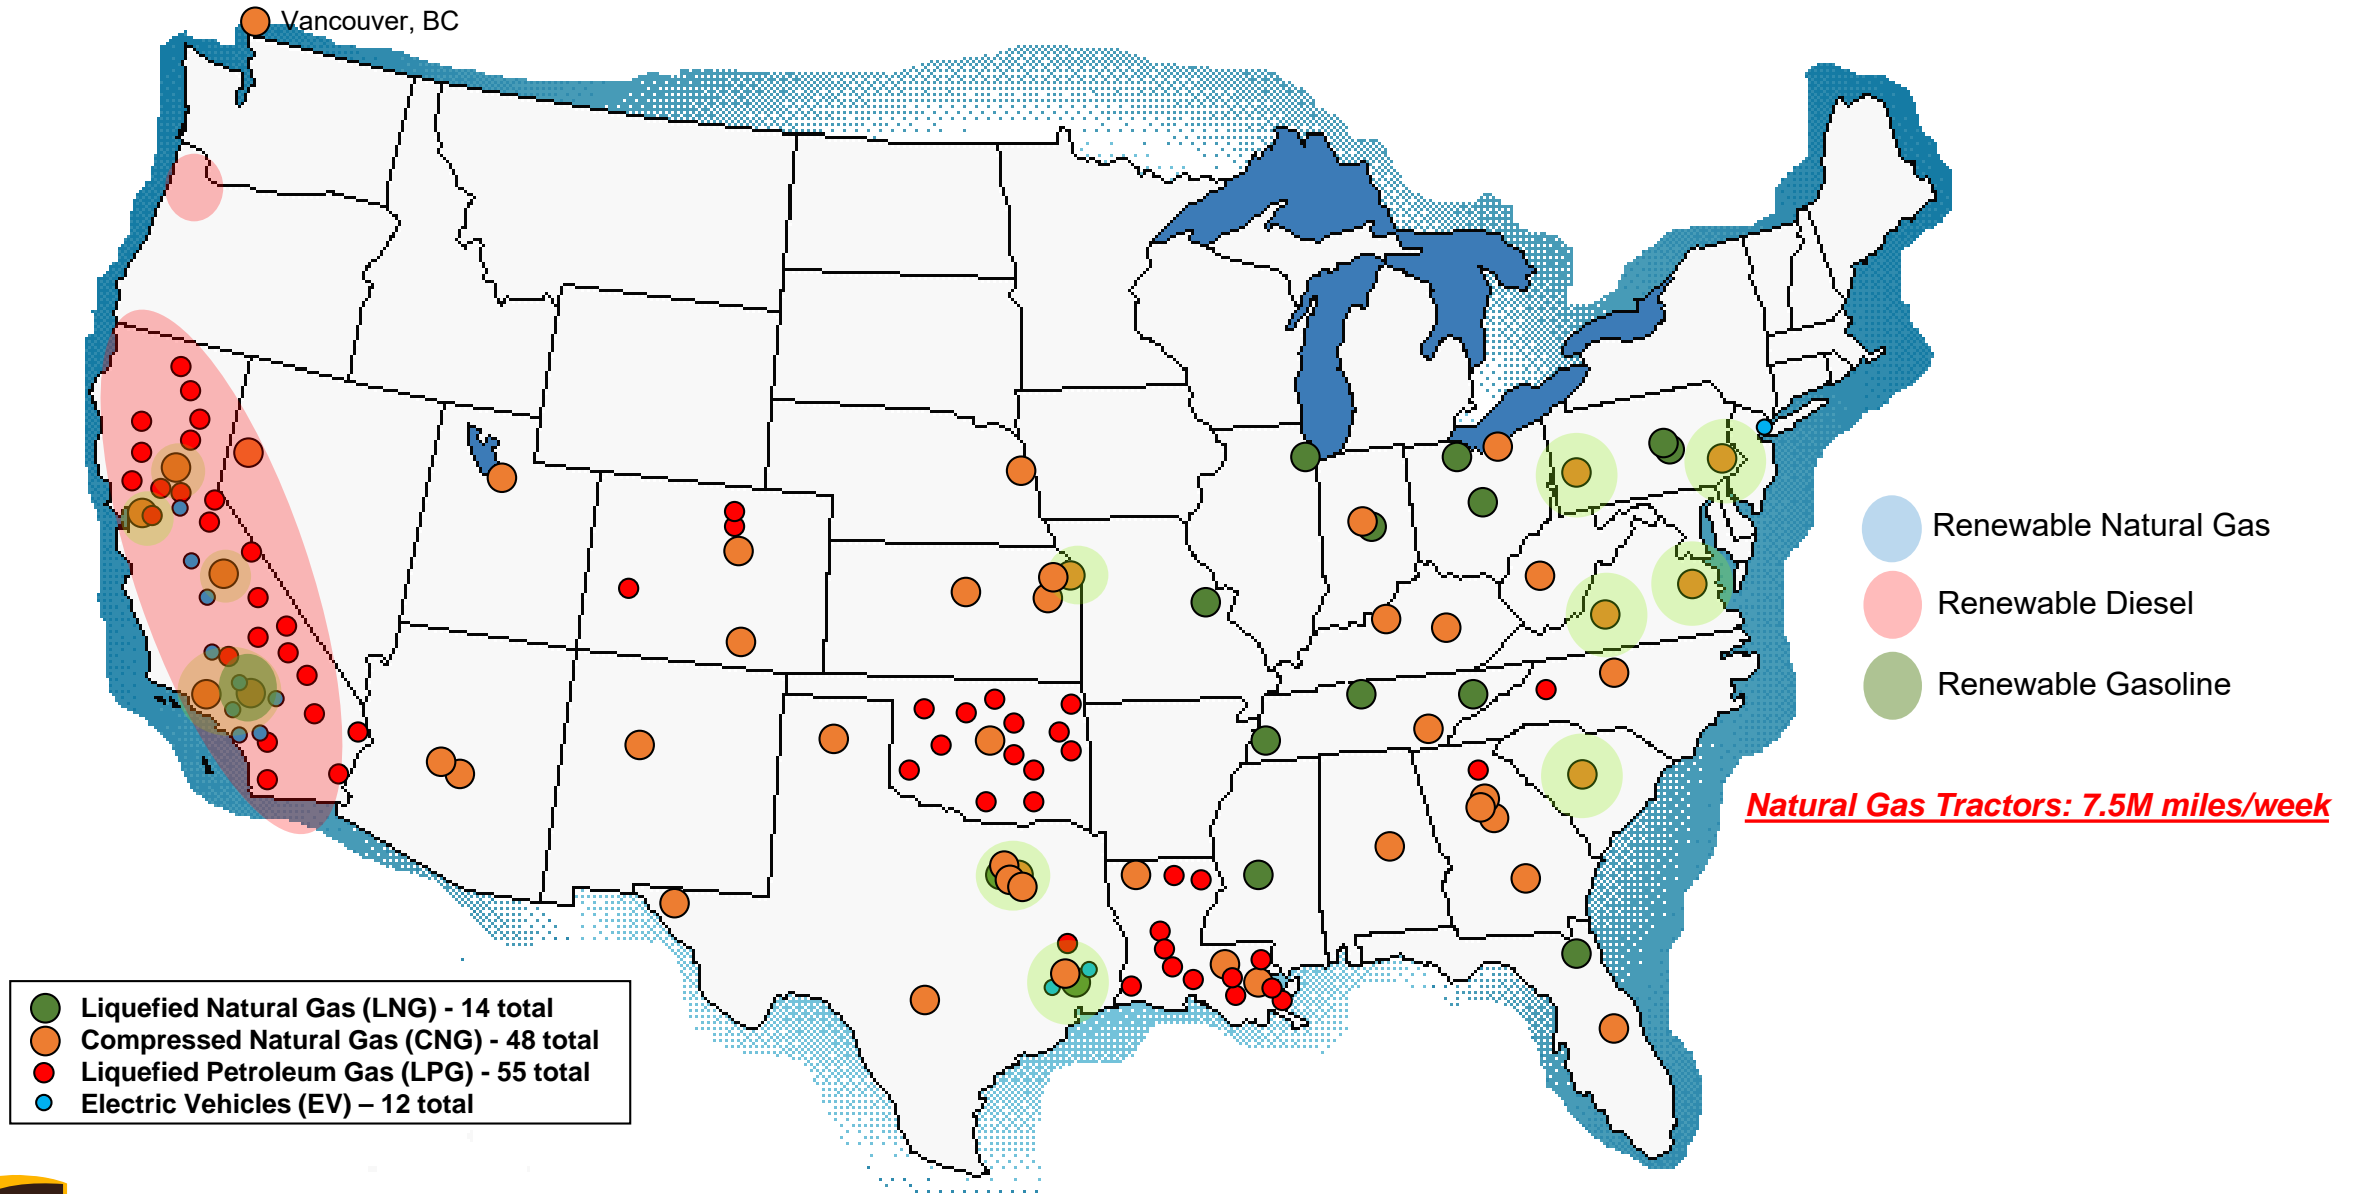 Vancouver, BC
Renewable Natural Gas
Renewable Diesel
Renewable Gasoline
Natural Gas Tractors: 7.5M miles/week
Liquefied Natural Gas (LNG) - 14 total
Compressed Natural Gas (CNG) - 48 total
Liquefied Petroleum Gas (LPG) - 55 total
Electric Vehicles (EV) – 12 total